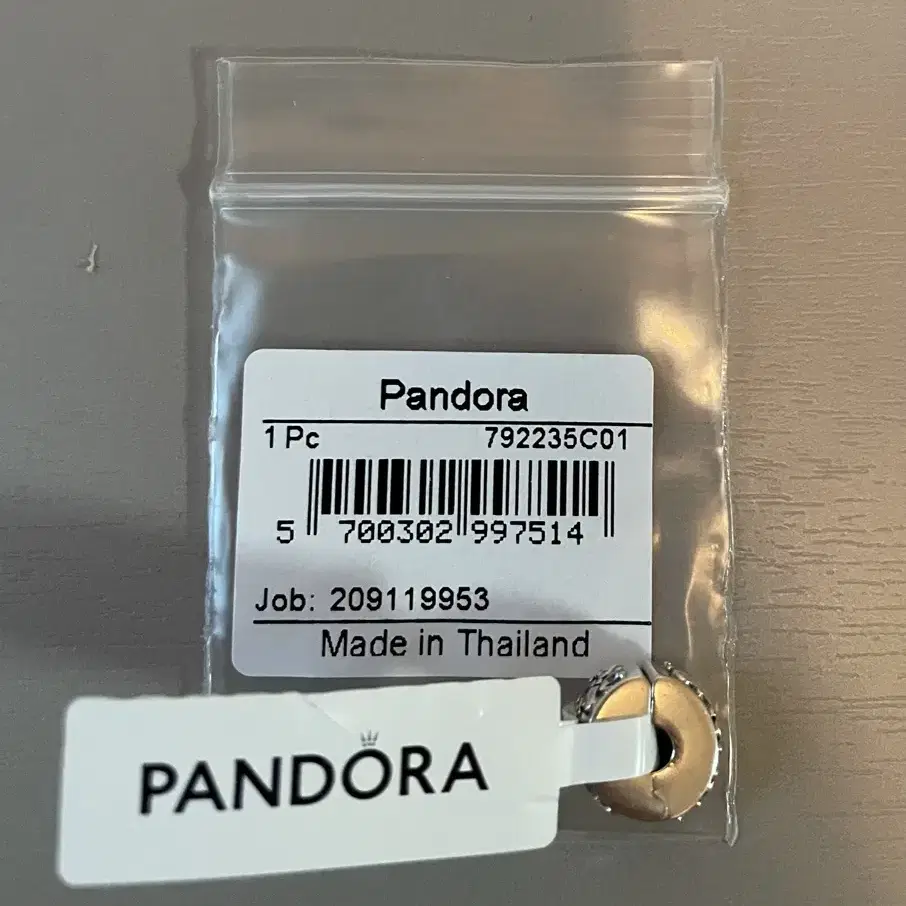 Pandora
1 Pc 792235C01
5 700302 997514
Job: 209119953
Made in Thailand
PANDORA